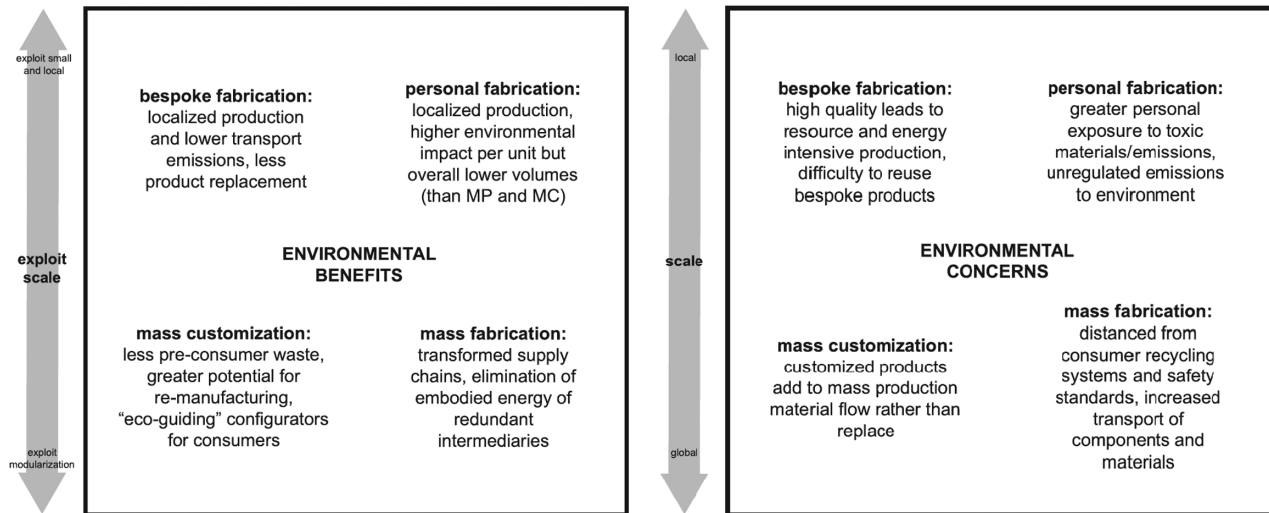 exploit small
and local
bespoke fabrication:
localized production
and lower transport
emissions, less
product replacement
personal fabrication:
localized production,
higher environmental
impact per unit but
overall lower volumes
(than MP and MC)
exploit
scale
ENVIRONMENTAL
BENEFITS
mass customization:
less pre-consumer waste,
greater potential for
re-manufacturing,
“eco-guiding” configurators
for consumers
mass fabrication:
transformed supply
chains, elimination of
embodied energy of
redundant
intermediaries
exploit
modularization
local
bespoke fabrication:
high quality leads to
resource and energy
intensive production,
difficulty to reuse
bespoke products
personal fabrication:
greater personal
exposure to toxic
materials/emissions,
unregulated emissions
to environment
scale
ENVIRONMENTAL
CONCERNS
mass customization:
customized products
add to mass production
material flow rather than
replace
mass fabrication:
distanced from
consumer recycling
systems and safety
standards, increased
transport of
components and
materials
global